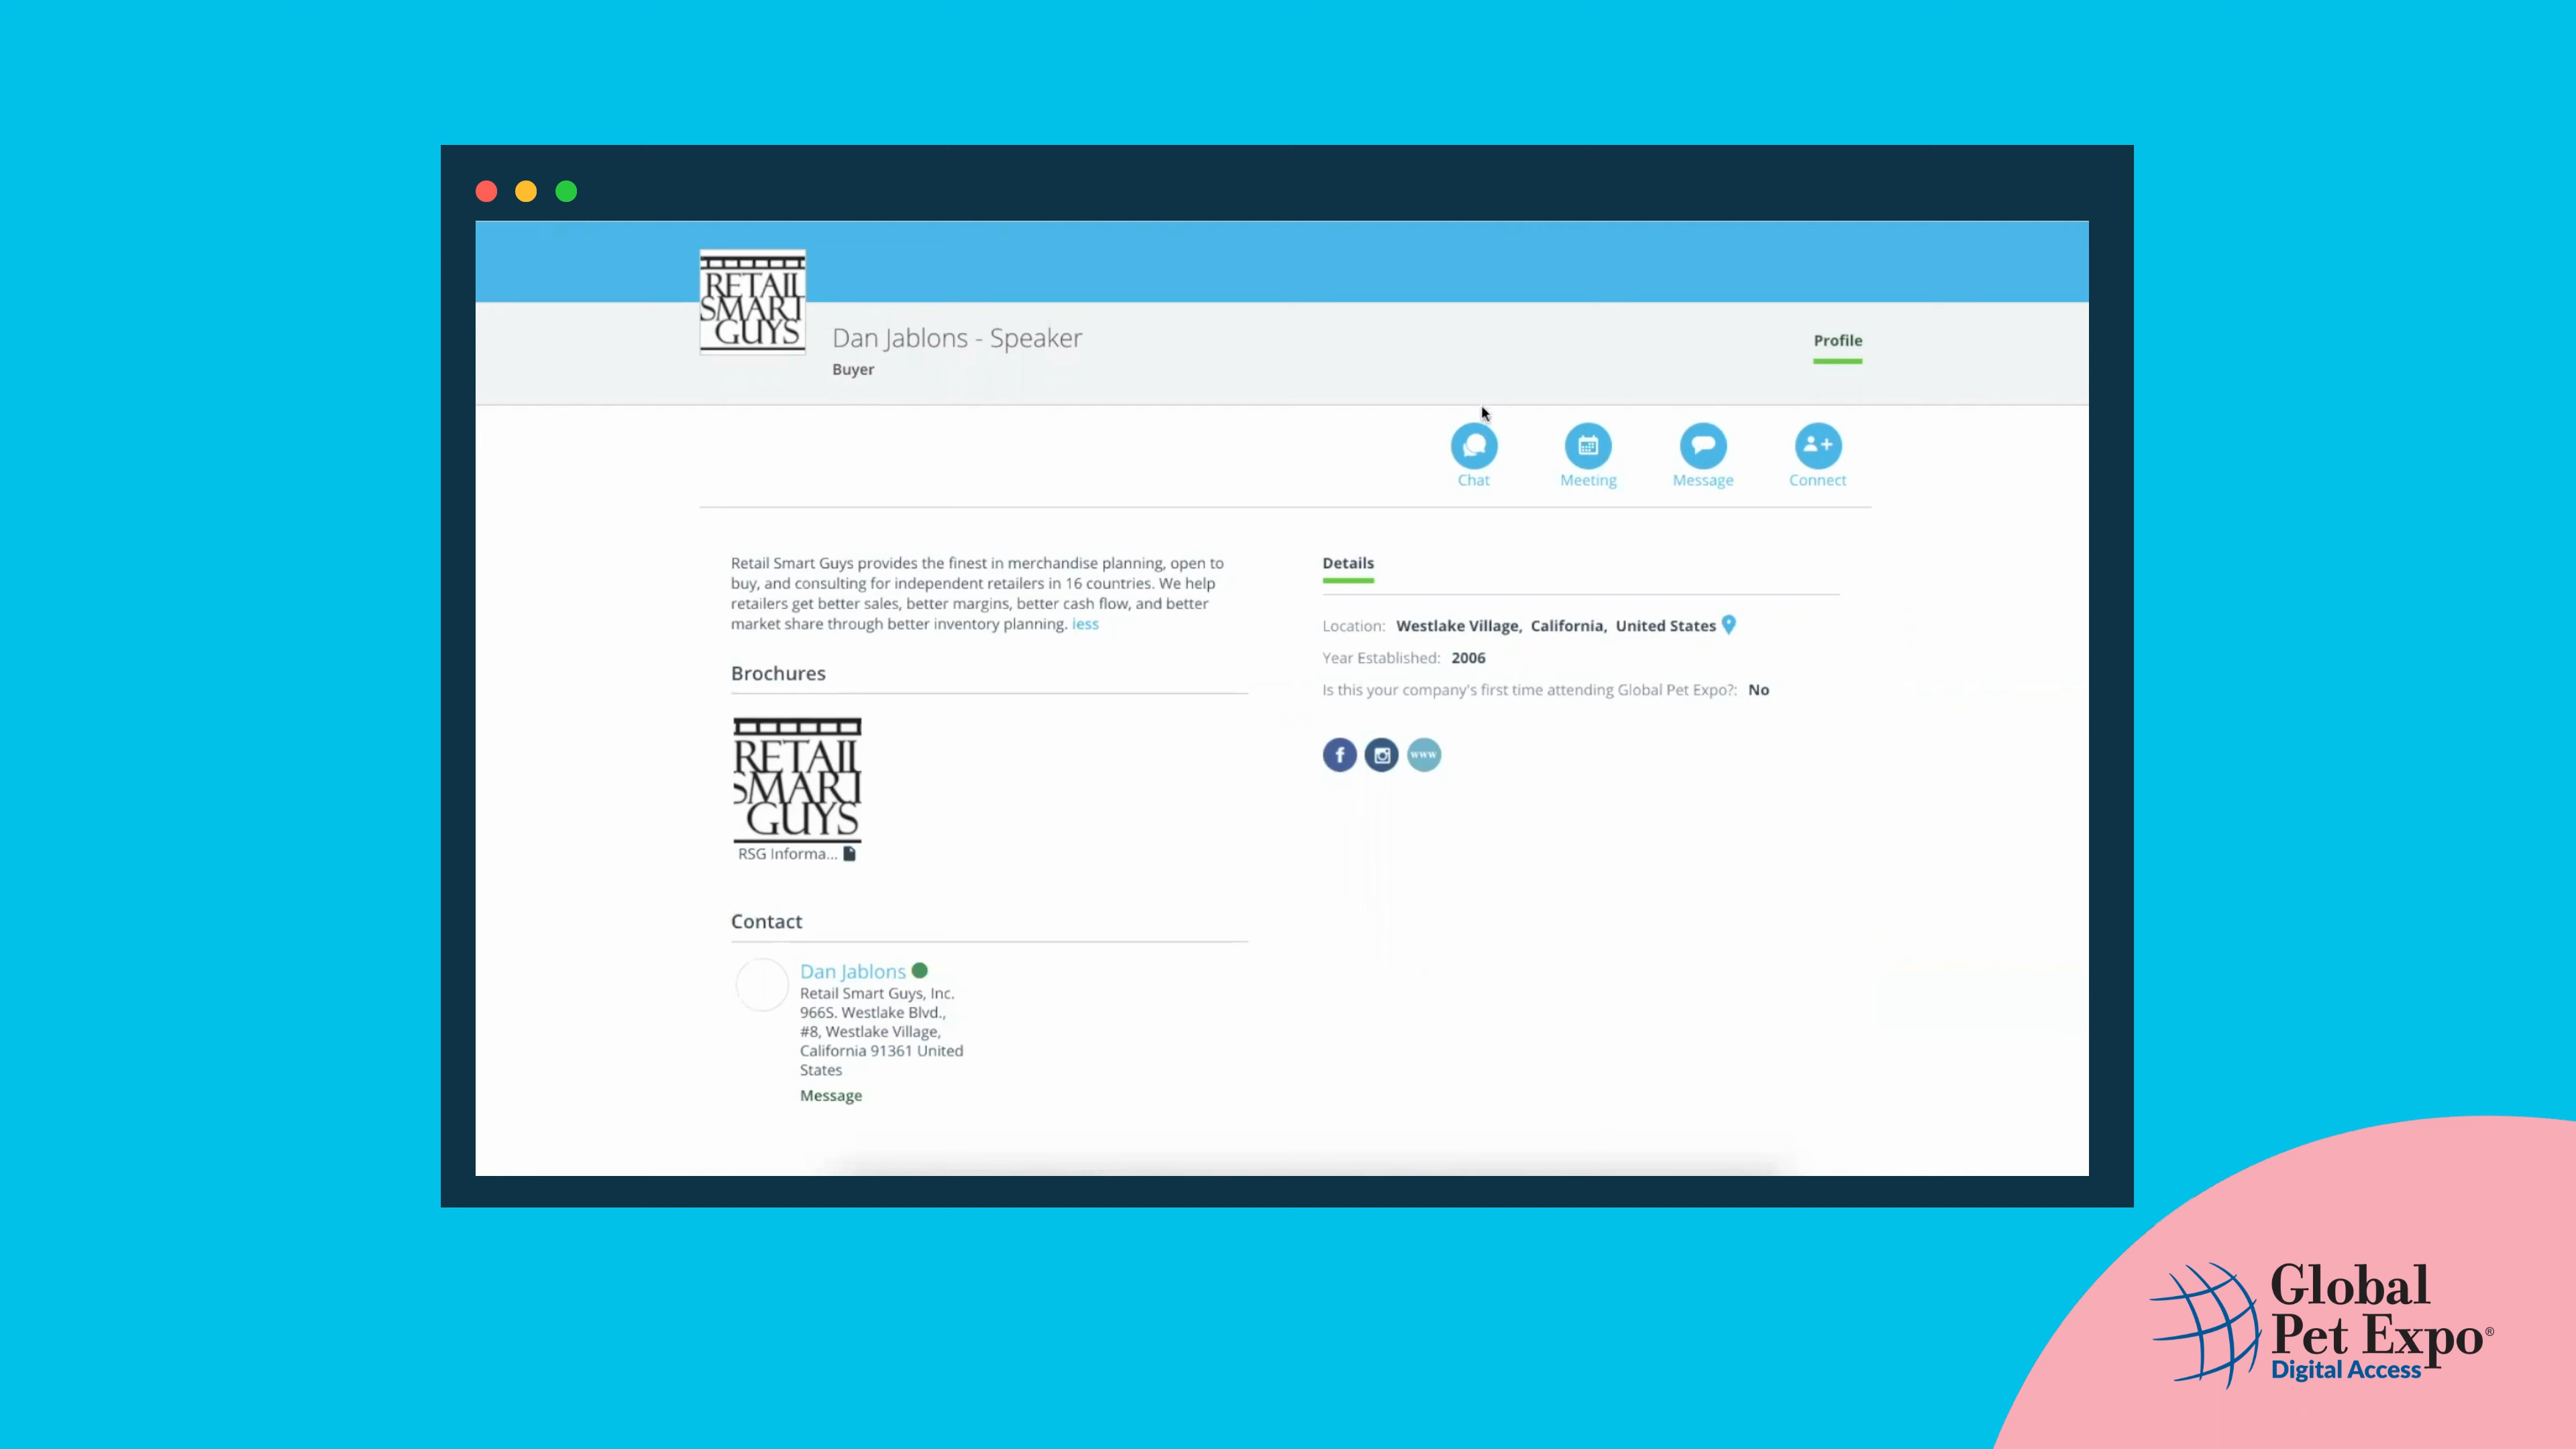 RETAIL
SMART
GUYS
Dan Jablons - Speaker
Buyer
Profile
Chat
Meeting
Message
Connect
Retail Smart Guys provides the finest in merchandise planning, open to
buy, and consulting for independent retailers in 16 countries. We help
retailers get better sales, better margins, better cash flow, and better
market share through better inventory planning. less
Brochures
RETAIL
SMART
GUYS
RSG Informa...
Contact
Dan Jablons
Retail Smart Guys, Inc.
966S. Westlake Blvd.,
#8, Westlake Village,
California 91361 United
States
Message
Details
Location: Westlake Village, California, United States
Year Established: 2006
Is this your company's first time attending Global Pet Expo?: No
f
www
Global
Pet Expo®
Digital Access